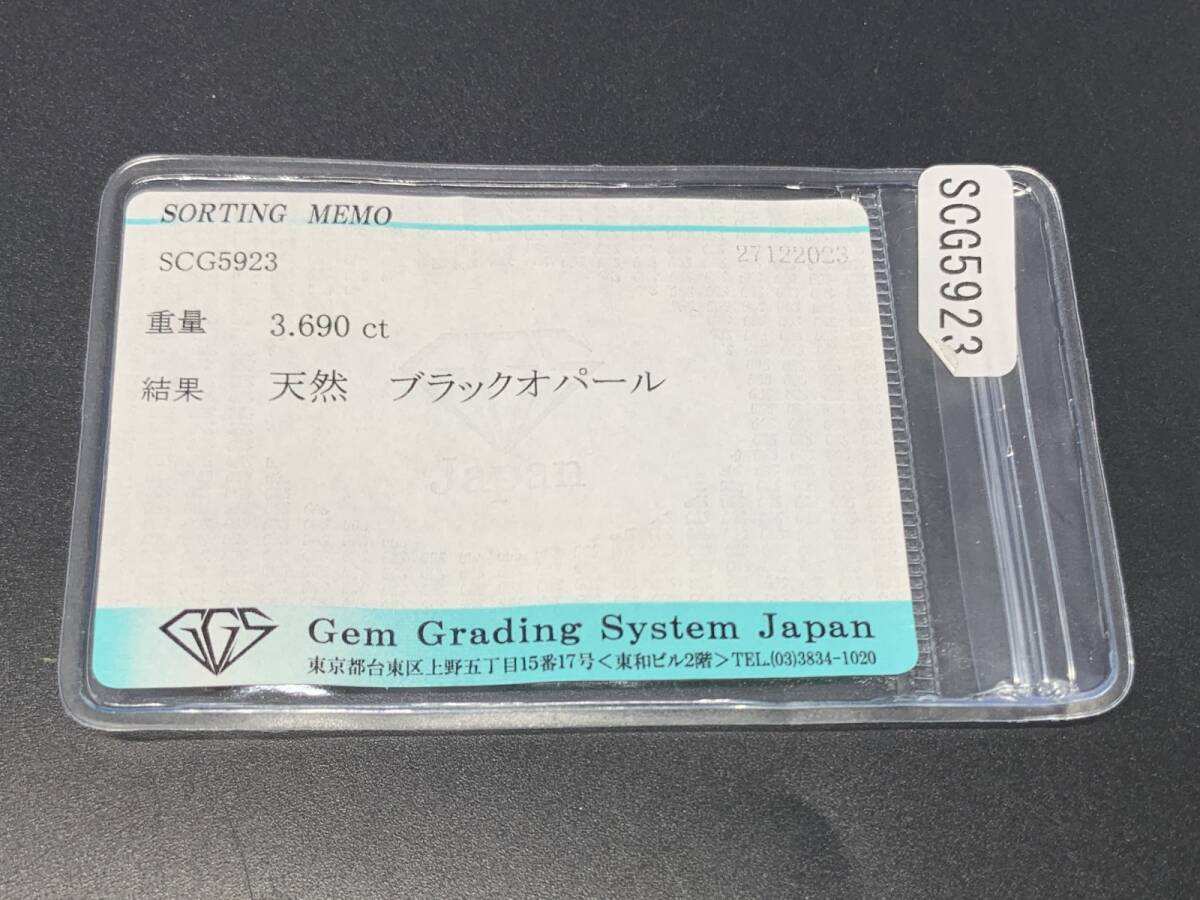 SORTING MEMO
SCG5923
27122023
重量 3.690 ct
結果 天然 ブラックオパール
Japan
GGS
Gem Grading System Japan
東京都台東区上野五丁目15番17号<東和ビル2階>TEL.(03)3834-1020
SCG5923